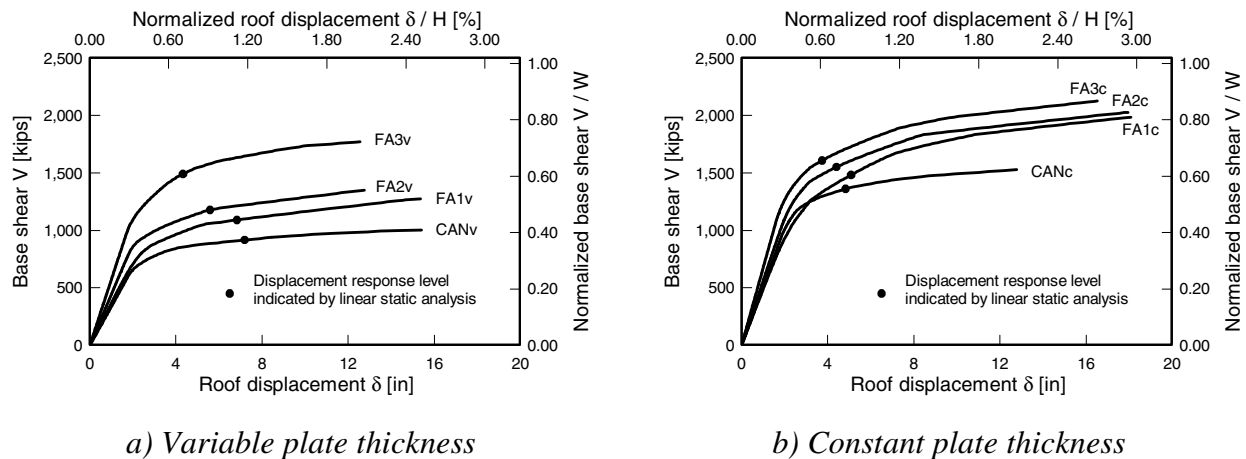 Normalized roof displacement δ / H [%]
0.00 0.60 1.20 1.80 2.40 3.00
2,500
2,000
1,500
1,000
500
0
Base shear V [kips]
FA3v
FA2v
FA1v
CANv
Displacement response level
indicated by linear static analysis
1.00
0.80
0.60
0.40
0.20
0.00
Normalized base shear V / W
0 4 8 12 16 20
Roof displacement δ [in]
a) Variable plate thickness
Normalized roof displacement δ / H [%]
0.00 0.60 1.20 1.80 2.40 3.00
2,500
2,000
1,500
1,000
500
0
Base shear V [kips]
FA3c
FA2c
FA1c
CANc
Displacement response level
indicated by linear static analysis
1.00
0.80
0.60
0.40
0.20
0.00
Normalized base shear V / W
0 4 8 12 16 20
Roof displacement δ [in]
b) Constant plate thickness